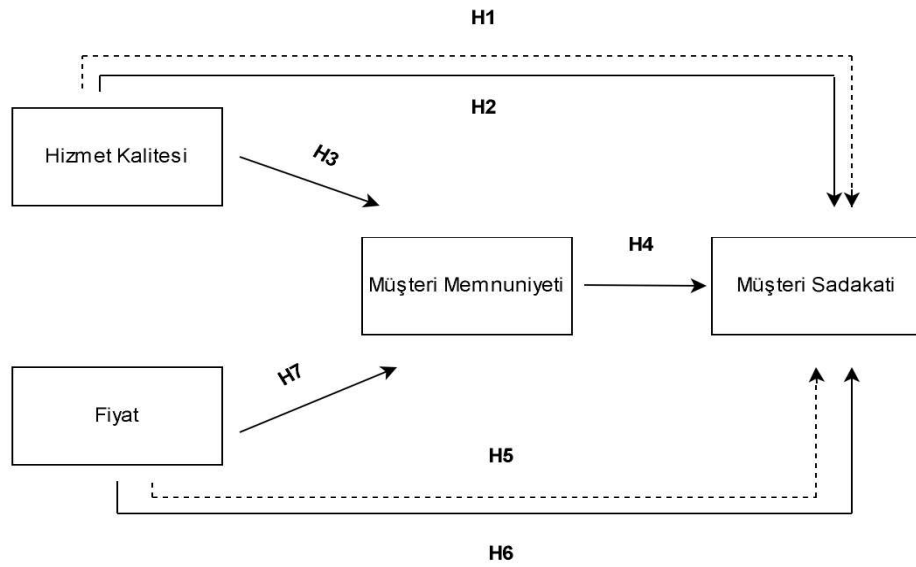 H1
H2
Hizmet Kalitesi
H3
H4
Müşteri Memnuniyeti
Müşteri Sadakati
H7
Fiyat
H5
H6